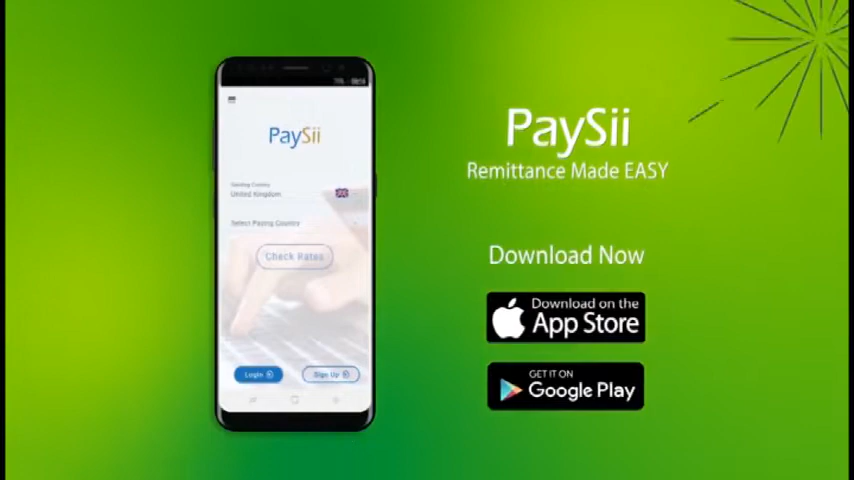 PaySii
Sending Country
United Kingdom
Select Paying Country
Check Rates
Login
Sign Up
PaySii
Remittance Made EASY
Download Now
Download on the
App Store
GET IT ON
Google Play